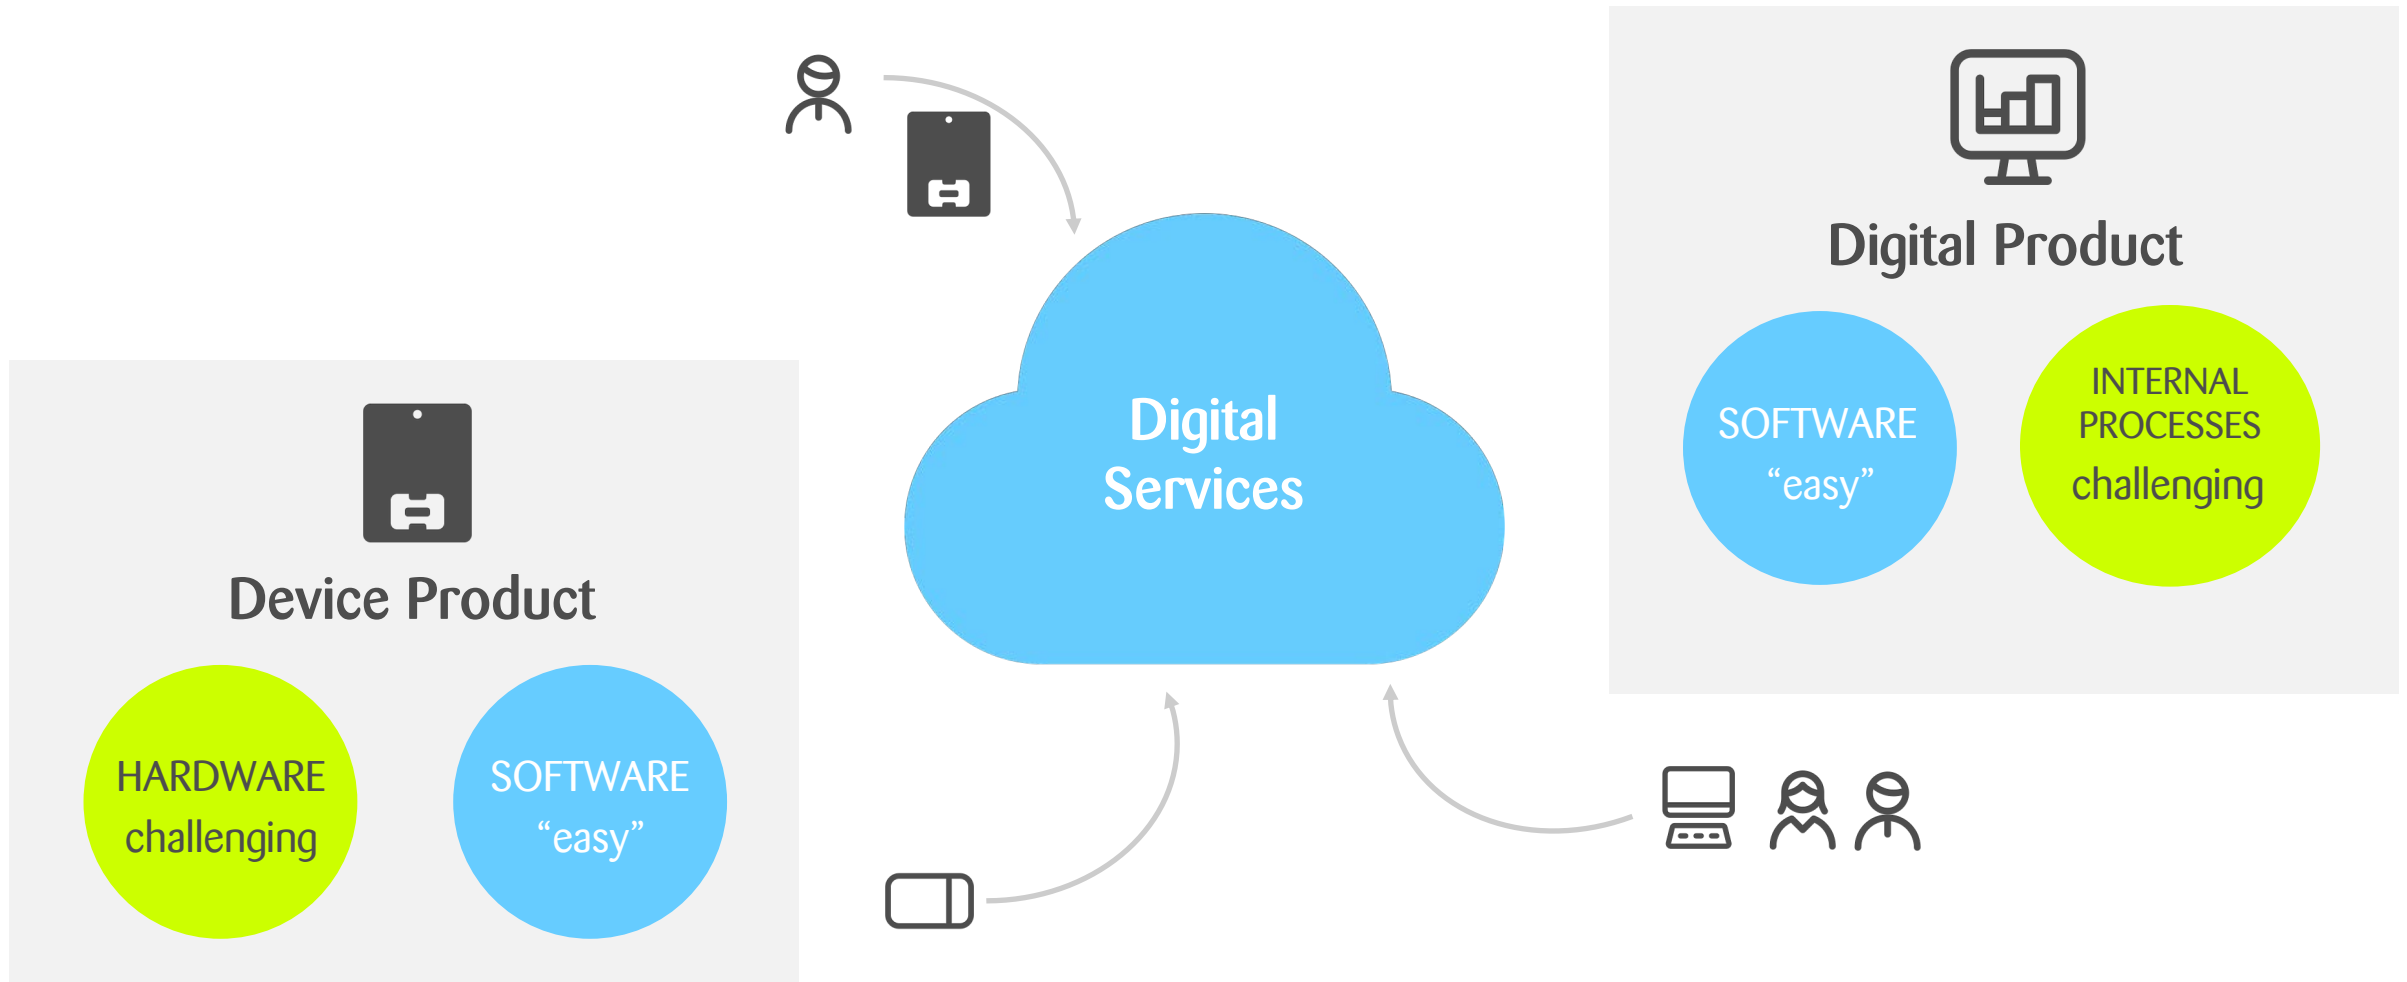 Digital Product
SOFTWARE
“easy”
INTERNAL
PROCESSES
challenging
Digital
Services
Device Product
HARDWARE
challenging
SOFTWARE
“easy”